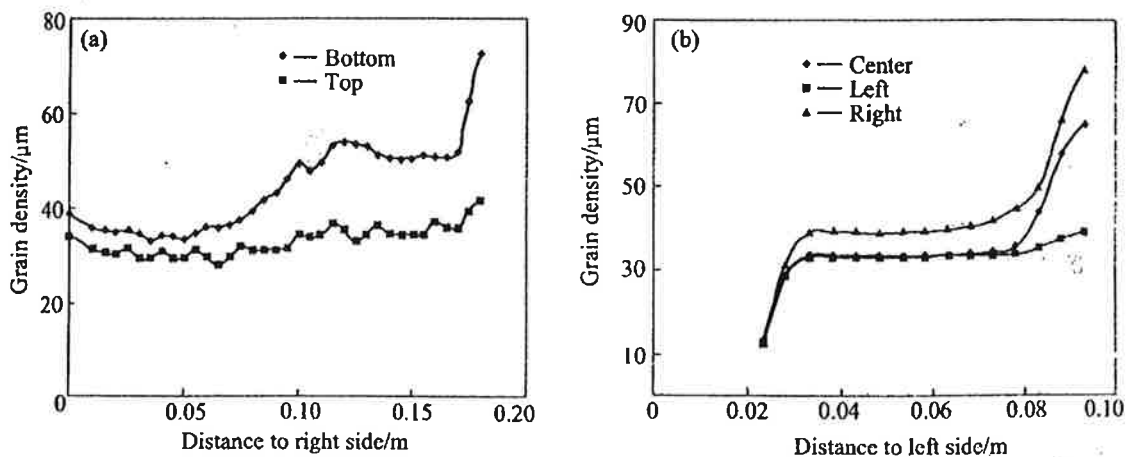 (a)
Bottom
Top
80
60
40
20
0
0.05
0.10
0.15
0.20
Grain density/μm
Distance to right side/m
(b)
Center
Left
Right
90
70
50
30
10
0
0.02
0.04
0.06
0.08
0.10
Grain density/μm
Distance to left side/m